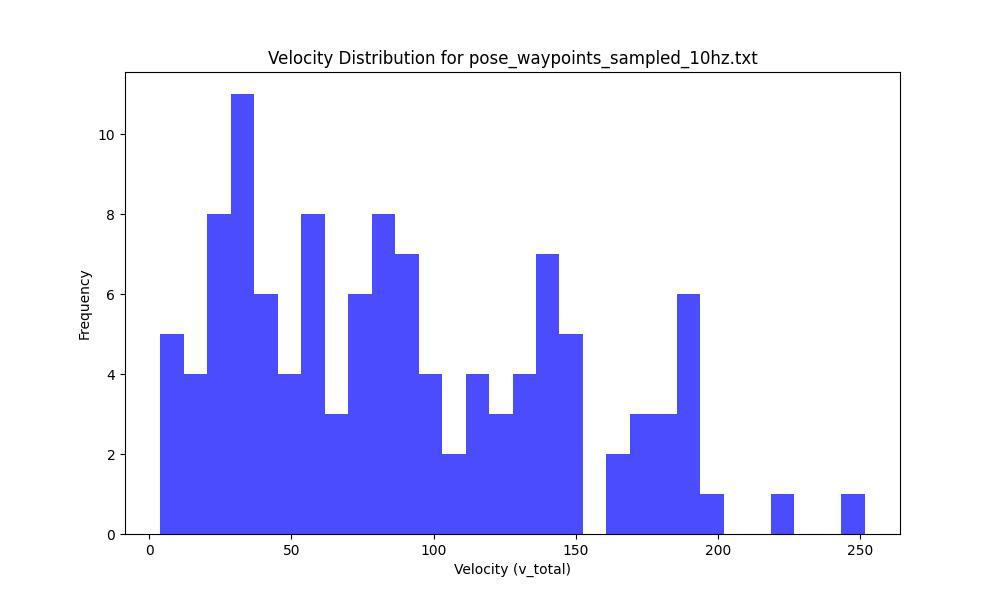 Velocity Distribution for pose_waypoints_sampled_10hz.txt
10
8
6
4
2
0
Frequency
0 50 100 150 200 250
Velocity (v_total)